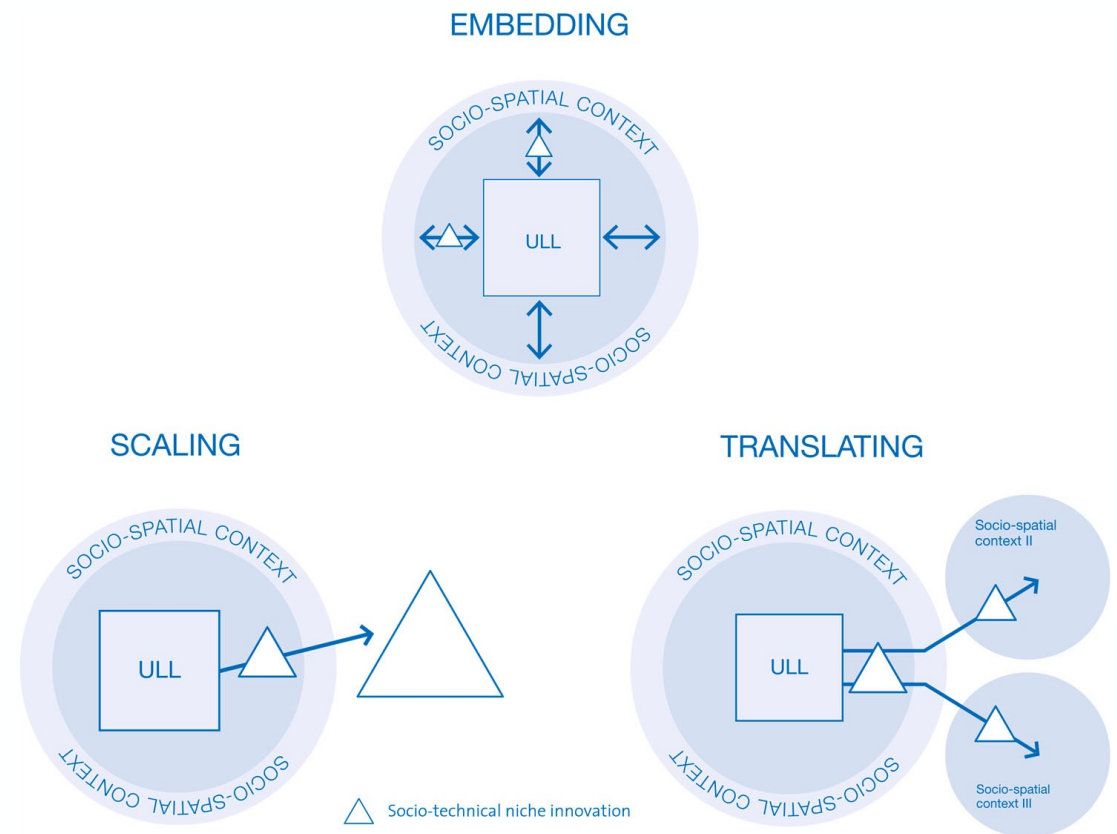 EMBEDDING
SOCIO-SPATIAL CONTEXT
ULL
SOCIO-SPATIAL CONTEXT
SCALING
SOCIO-SPATIAL CONTEXT
ULL
SOCIO-SPATIAL CONTEXT
TRANSLATING
SOCIO-SPATIAL CONTEXT
ULL
SOCIO-SPATIAL CONTEXT
Socio-spatial
context II
Socio-spatial
context III
Socio-technical niche innovation